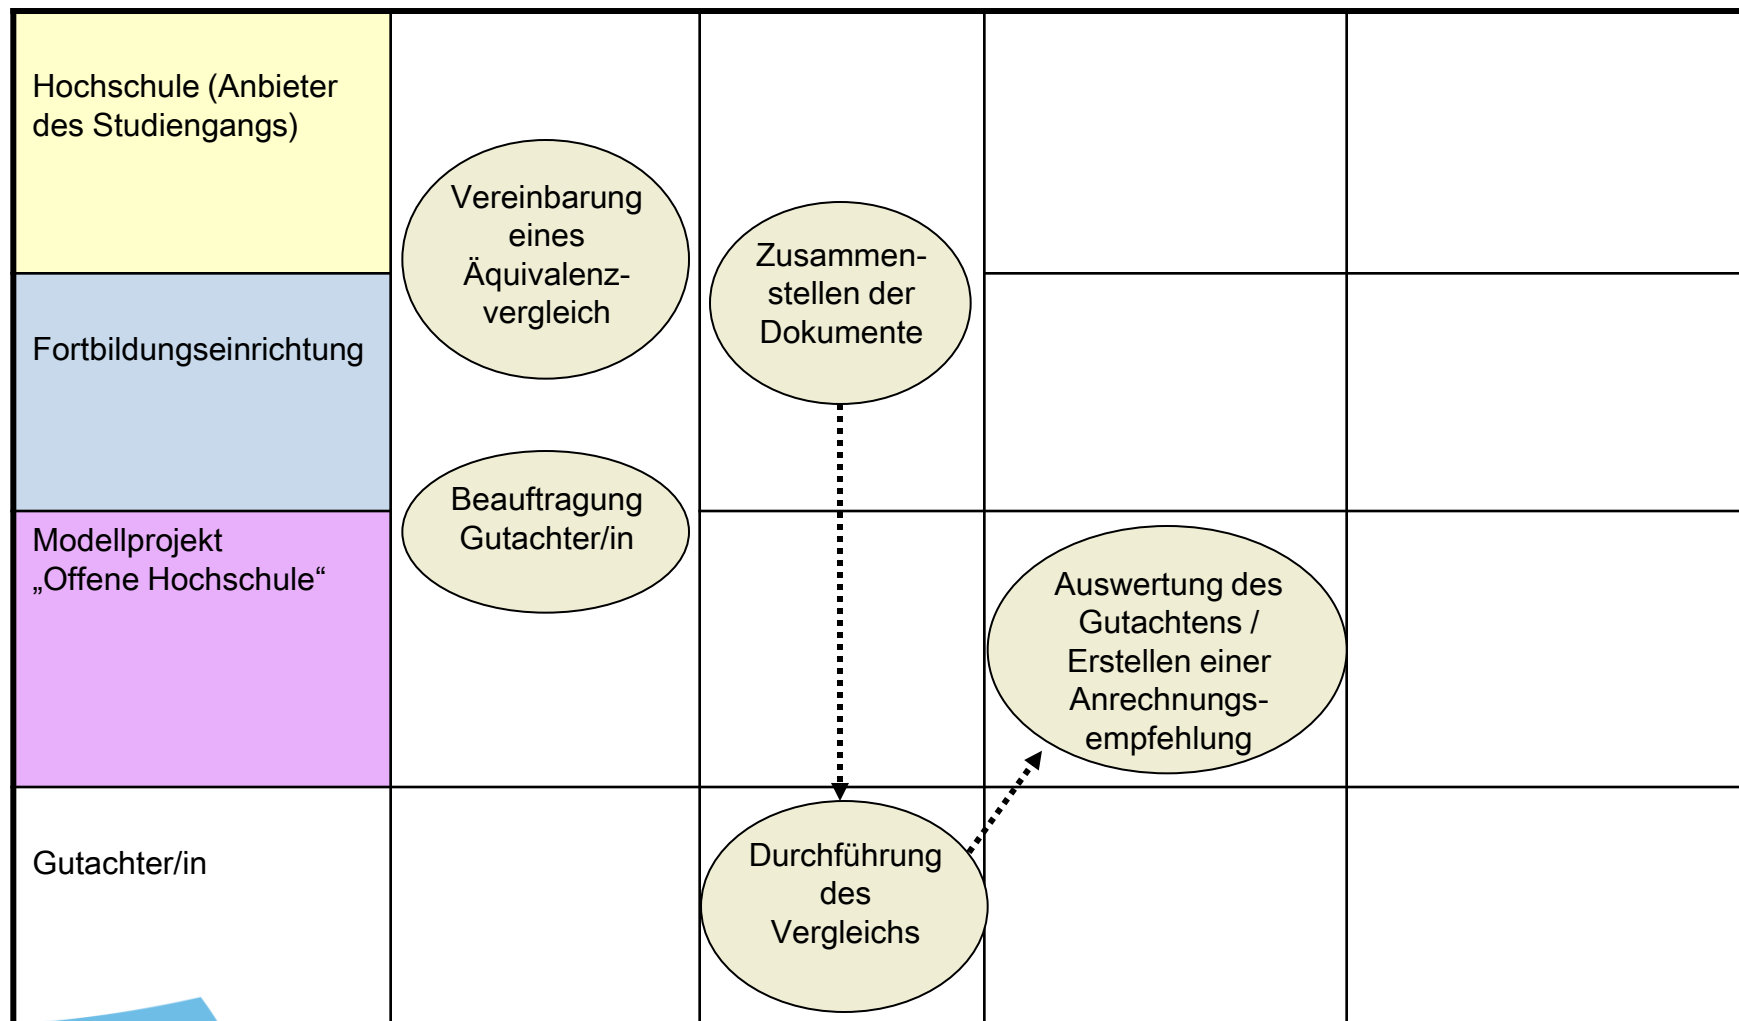 Hochschule (Anbieter
des Studiengangs)
Vereinbarung
eines
Äquivalenz-
vergleich
Zusammen-
stellen der
Dokumente
Fortbildungseinrichtung
Beauftragung
Gutachter/in
Modellprojekt
„Offene Hochschule“
Auswertung des
Gutachtens /
Erstellen einer
Anrechnungs-
empfehlung
Gutachter/in
Durchführung
des
Vergleichs